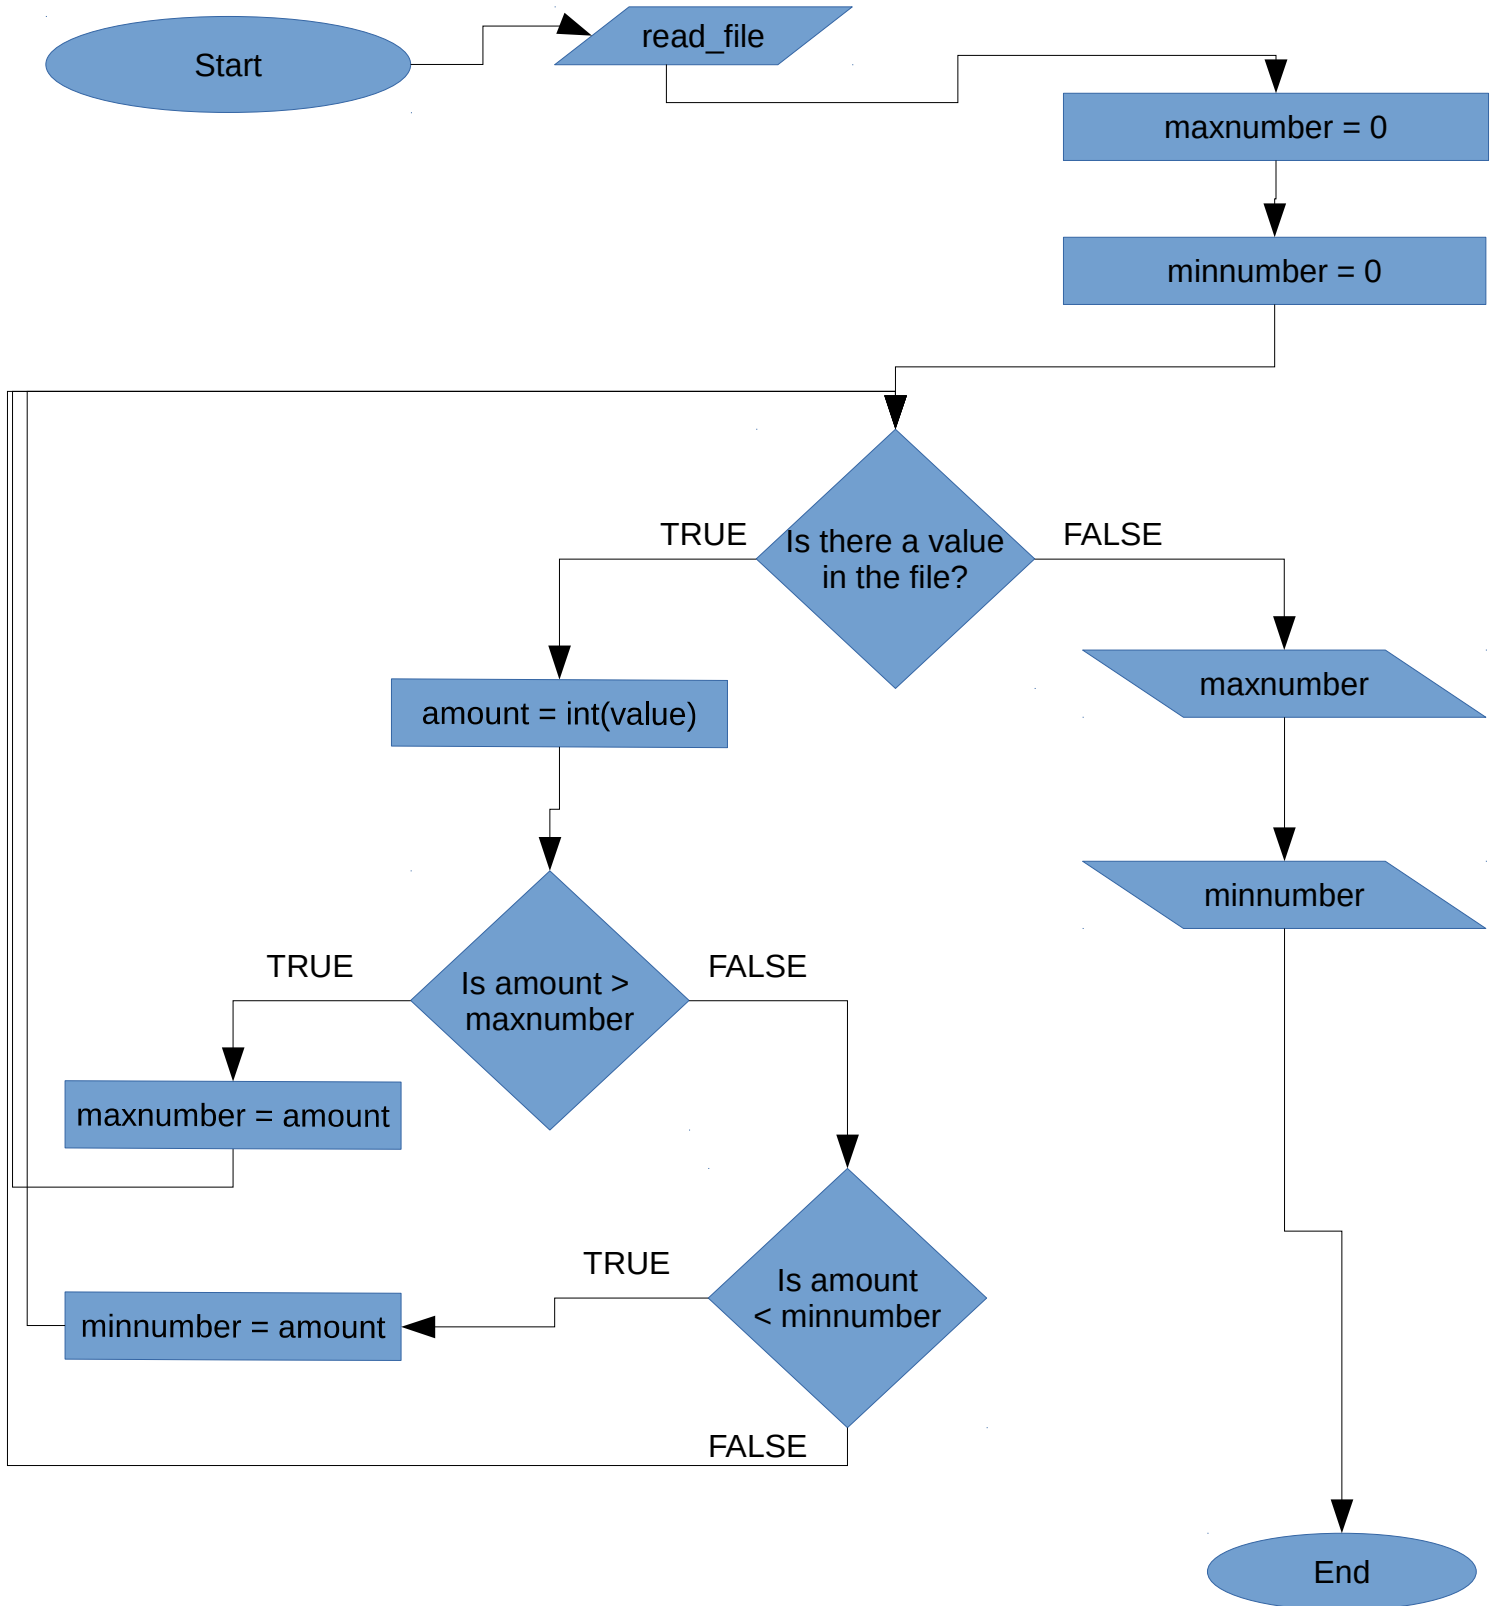 Start
read_file
maxnumber = 0
minnumber = 0
TRUE
Is there a value
in the file?
FALSE
amount = int(value)
maxnumber
minnumber
TRUE
Is amount >
maxnumber
FALSE
maxnumber = amount
TRUE
Is amount
< minnumber
minnumber = amount
FALSE
End